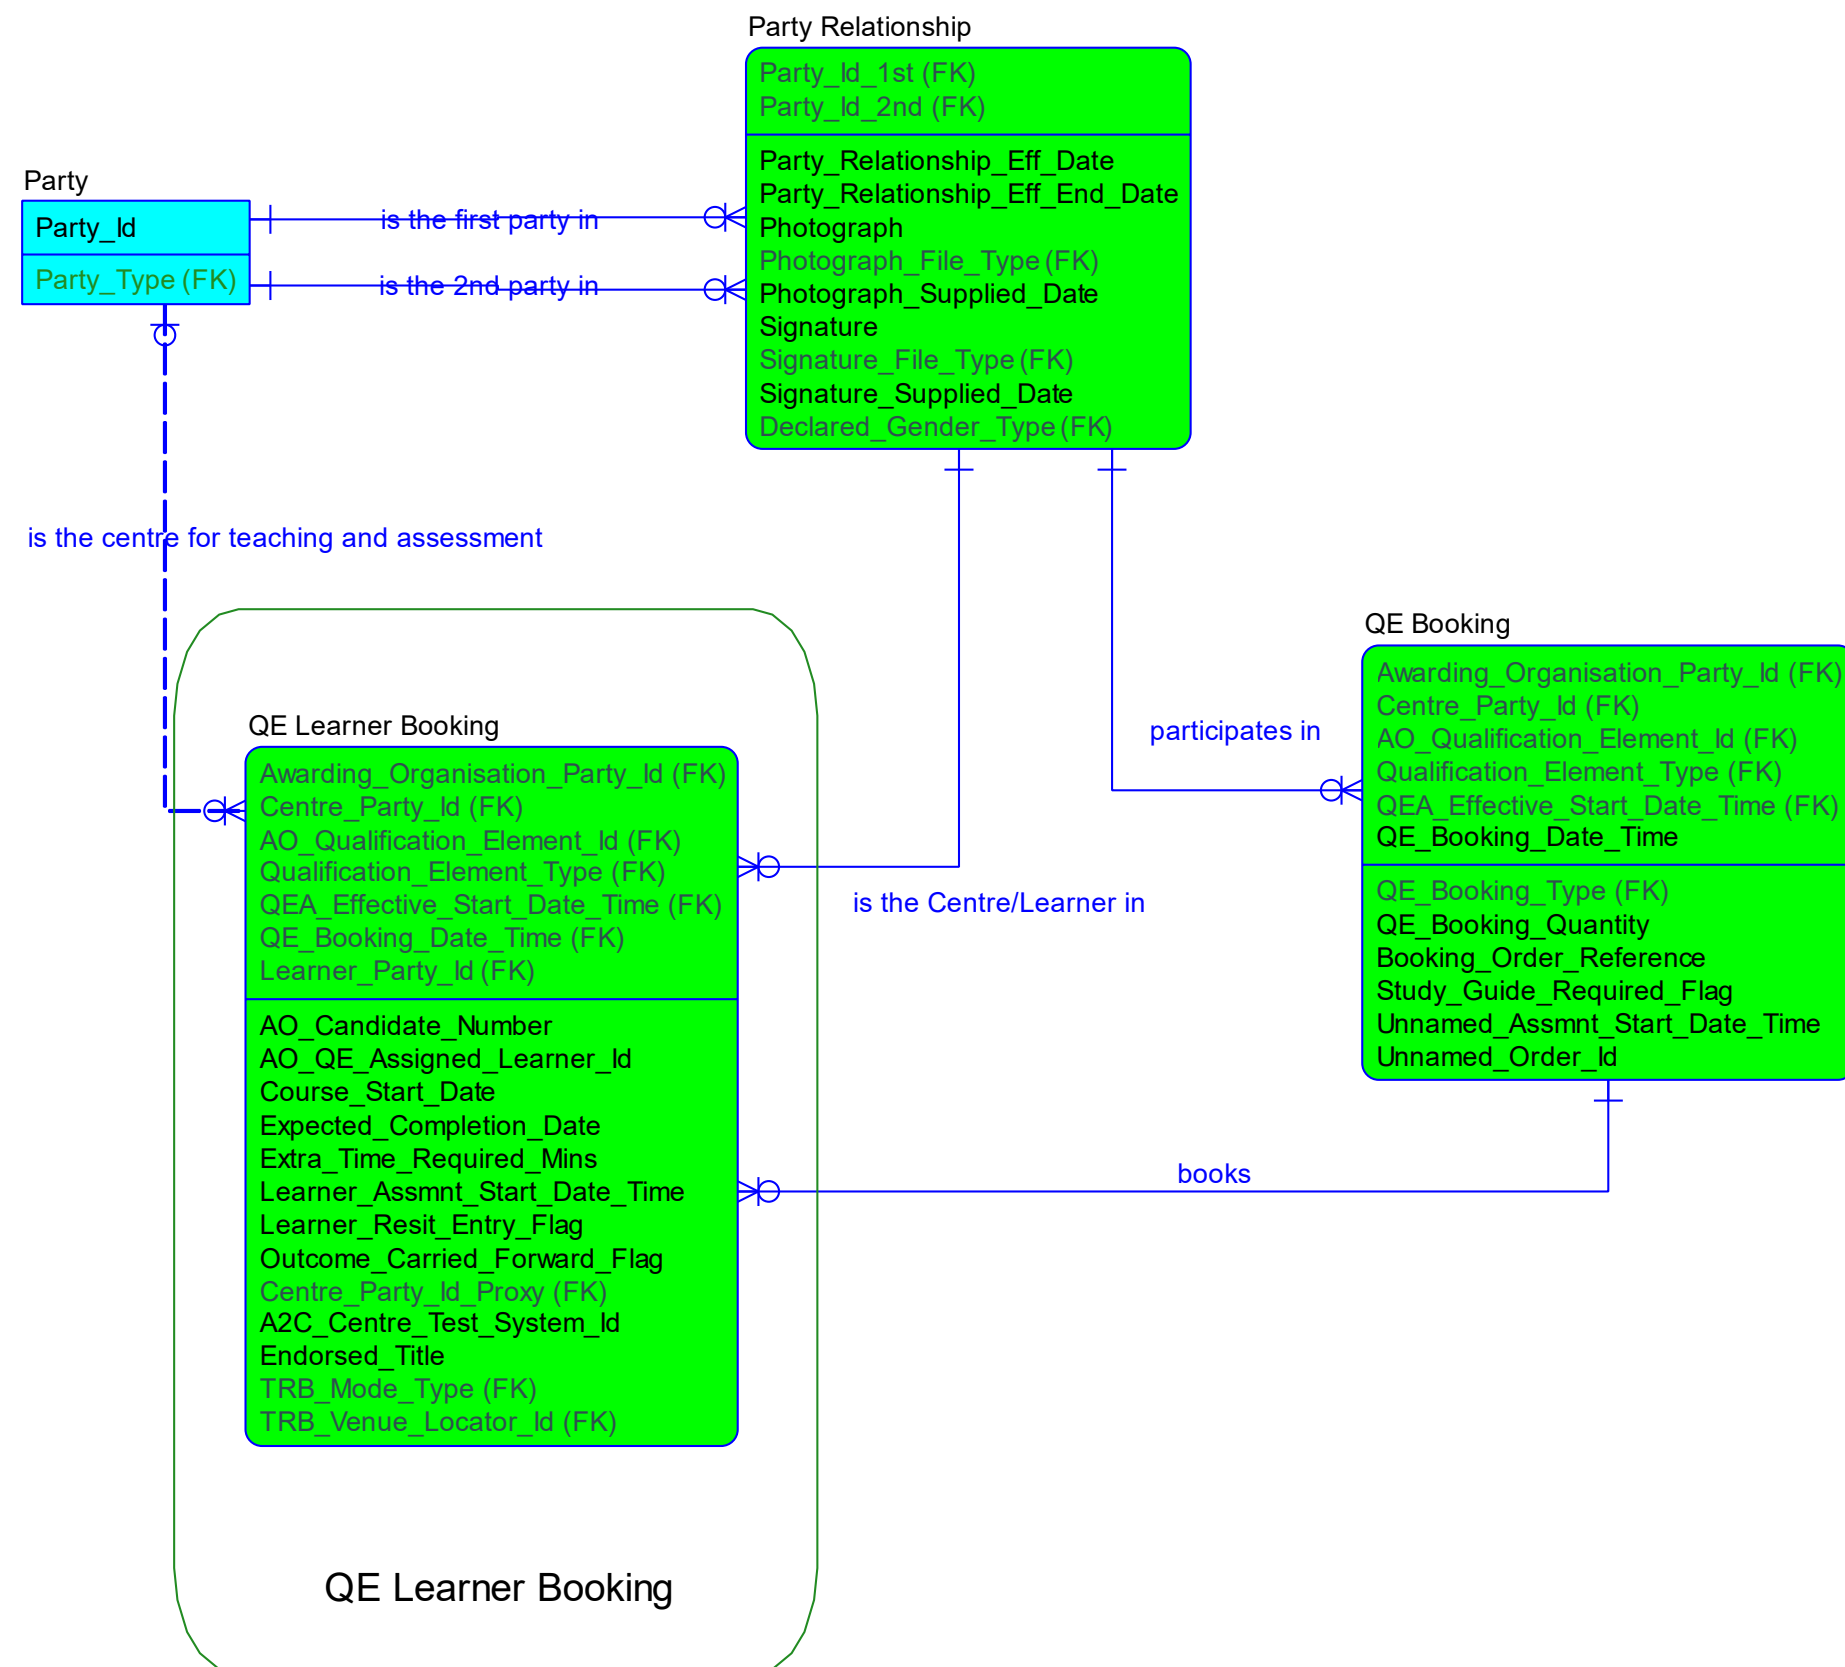 Party Relationship
Party_Id_1st (FK)
Party_Id_2nd (FK)
Party_Relationship_Eff_Date
Party_Relationship_Eff_End_Date
Photograph
Photograph_File_Type (FK)
Photograph_Supplied_Date
Signature
Signature_File_Type (FK)
Signature_Supplied_Date
Declared_Gender_Type (FK)
Party
Party_Id
Party_Type (FK)
is the first party in
is the 2nd party in
is the centre for teaching and assessment
QE Learner Booking
Awarding_Organisation_Party_Id (FK)
Centre_Party_Id (FK)
AO_Qualification_Element_Id (FK)
Qualification_Element_Type (FK)
QEA_Effective_Start_Date_Time (FK)
QE_Booking_Date_Time (FK)
Learner_Party_Id (FK)
AO_Candidate_Number
AO_QE_Assigned_Learner_Id
Course_Start_Date
Expected_Completion_Date
Extra_Time_Required_Mins
Learner_Assmnt_Start_Date_Time
Learner_Resit_Entry_Flag
Outcome_Carried_Forward_Flag
Centre_Party_Id_Proxy (FK)
A2C_Centre_Test_System_Id
Endorsed_Title
TRB_Mode_Type (FK)
TRB_Venue_Locator_Id (FK)
QE Learner Booking
is the Centre/Learner in
participates in
books
QE Booking
Awarding_Organisation_Party_Id (FK)
Centre_Party_Id (FK)
AO_Qualification_Element_Id (FK)
Qualification_Element_Type (FK)
QEA_Effective_Start_Date_Time (FK)
QE_Booking_Date_Time
QE_Booking_Type (FK)
QE_Booking_Quantity
Booking_Order_Reference
Study_Guide_Required_Flag
Unnamed_Assmnt_Start_Date_Time
Unnamed_Order_Id